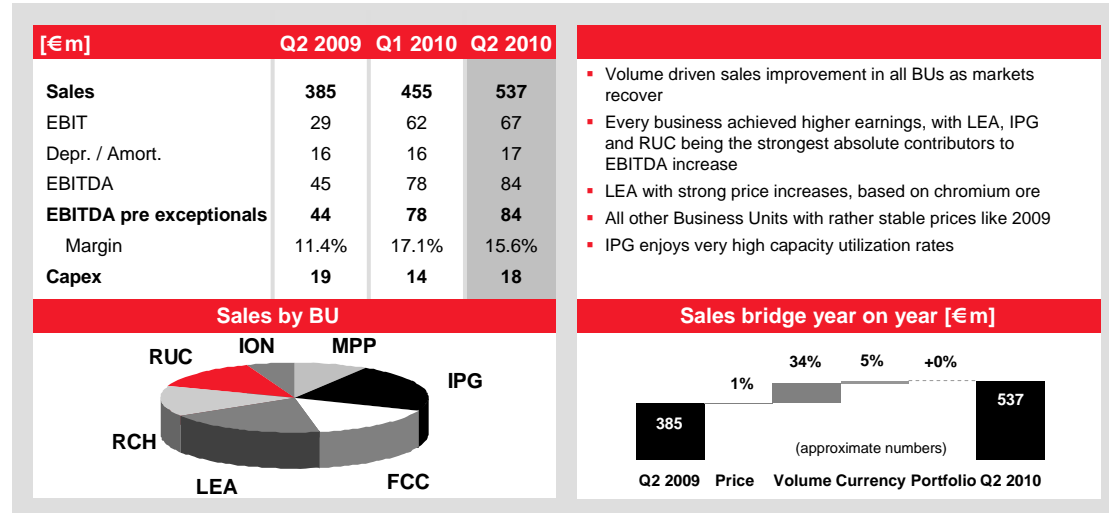 [€m] Q2 2009 Q1 2010 Q2 2010
Sales 385 455 537
EBIT 29 62 67
Depr. / Amort. 16 16 17
EBITDA 45 78 84
EBITDA pre exceptionals 44 78 84
Margin 11.4% 17.1% 15.6%
Capex 19 14 18
Volume driven sales improvement in all BUs as markets
recover
Every business achieved higher earnings, with LEA, IPG
and RUC being the strongest absolute contributors to
EBITDA increase
LEA with strong price increases, based on chromium ore
All other Business Units with rather stable prices like 2009
IPG enjoys very high capacity utilization rates
Sales by BU
RUC ION MPP
IPG
RCH
LEA FCC
Sales bridge year on year [€m]
1% 34% 5% +0%
385 537
(approximate numbers)
Q2 2009 Price Volume Currency Portfolio Q2 2010